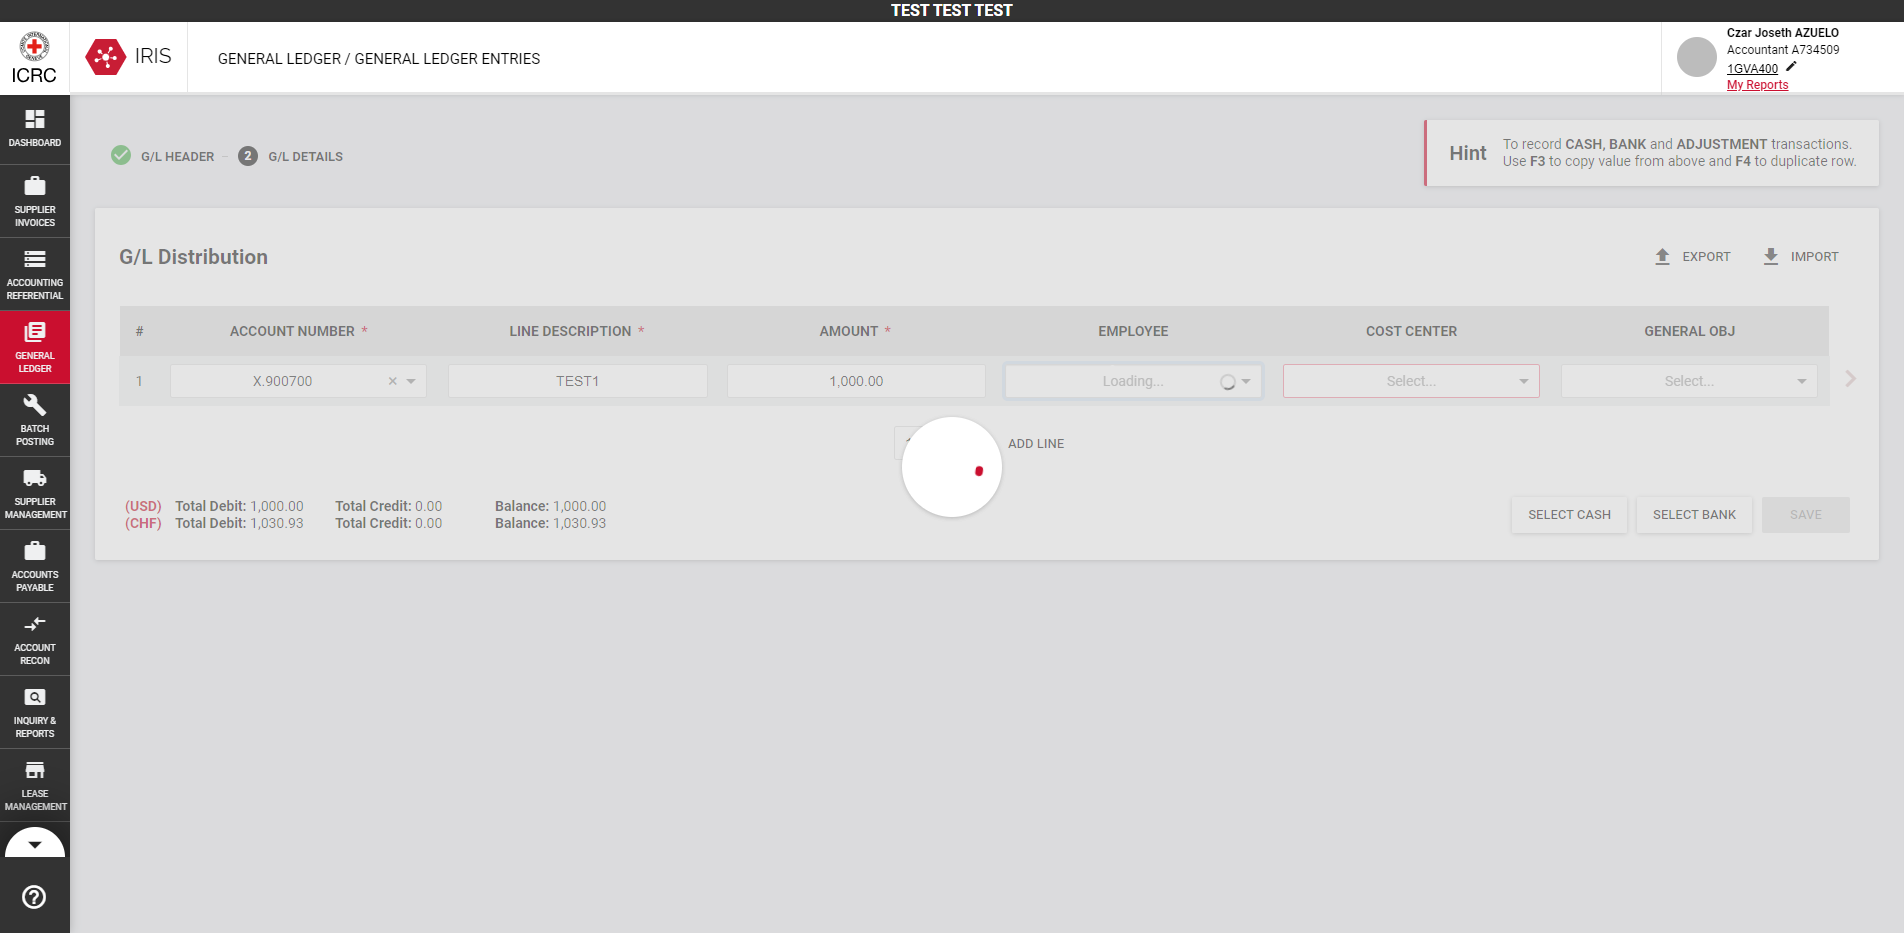 TEST TEST TEST
ICRC
IRIS
GENERAL LEDGER / GENERAL LEDGER ENTRIES
Czar Joseth AZUELO
Accountant A734509
1GVA400
My Reports
DASHBOARD
SUPPLIER
INVOICES
ACCOUNTING
REFERENTIAL
GENERAL
LEDGER
BATCH
POSTING
SUPPLIER
MANAGEMENT
ACCOUNTS
PAYABLE
ACCOUNT
RECON
INQUIRY &
REPORTS
LEASE
MANAGEMENT
G/L HEADER
2 G/L DETAILS
Hint
To record CASH, BANK and ADJUSTMENT transactions.
Use F3 to copy value from above and F4 to duplicate row.
G/L Distribution
EXPORT IMPORT
# ACCOUNT NUMBER * LINE DESCRIPTION * AMOUNT * EMPLOYEE COST CENTER GENERAL OBJ
1 X.900700 TEST1 1,000.00 Loading... Select... Select...
ADD LINE
(USD) Total Debit: 1,000.00 Total Credit: 0.00 Balance: 1,000.00
(CHF) Total Debit: 1,030.93 Total Credit: 0.00 Balance: 1,030.93
SELECT CASH SELECT BANK SAVE